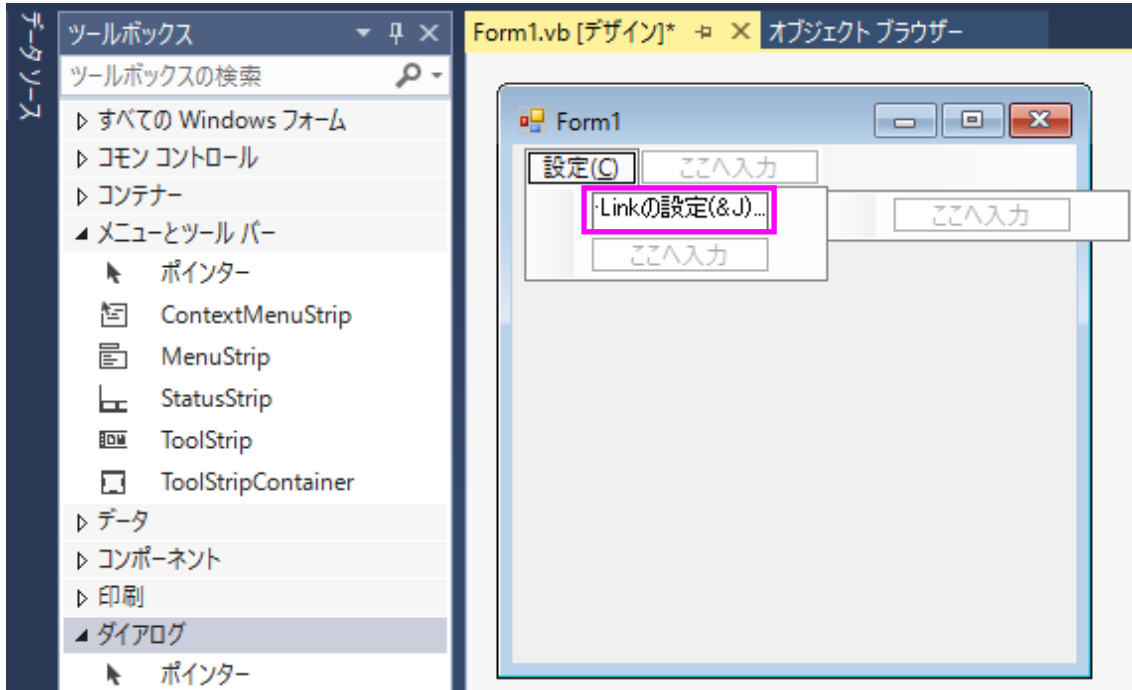 データ ソース
ツールボックス
ツールボックスの検索
すべての Windows フォーム
コモン コントロール
コンテナー
メニューとツール バー
ポインター
ContextMenuStrip
MenuStrip
StatusStrip
ToolStrip
ToolStripContainer
データ
コンポーネント
印刷
ダイアログ
ポインター
Form1.vb [デザイン]* オブジェクト ブラウザー
Form1
設定(C) ここへ入力
Linkの設定(&J)... ここへ入力
ここへ入力